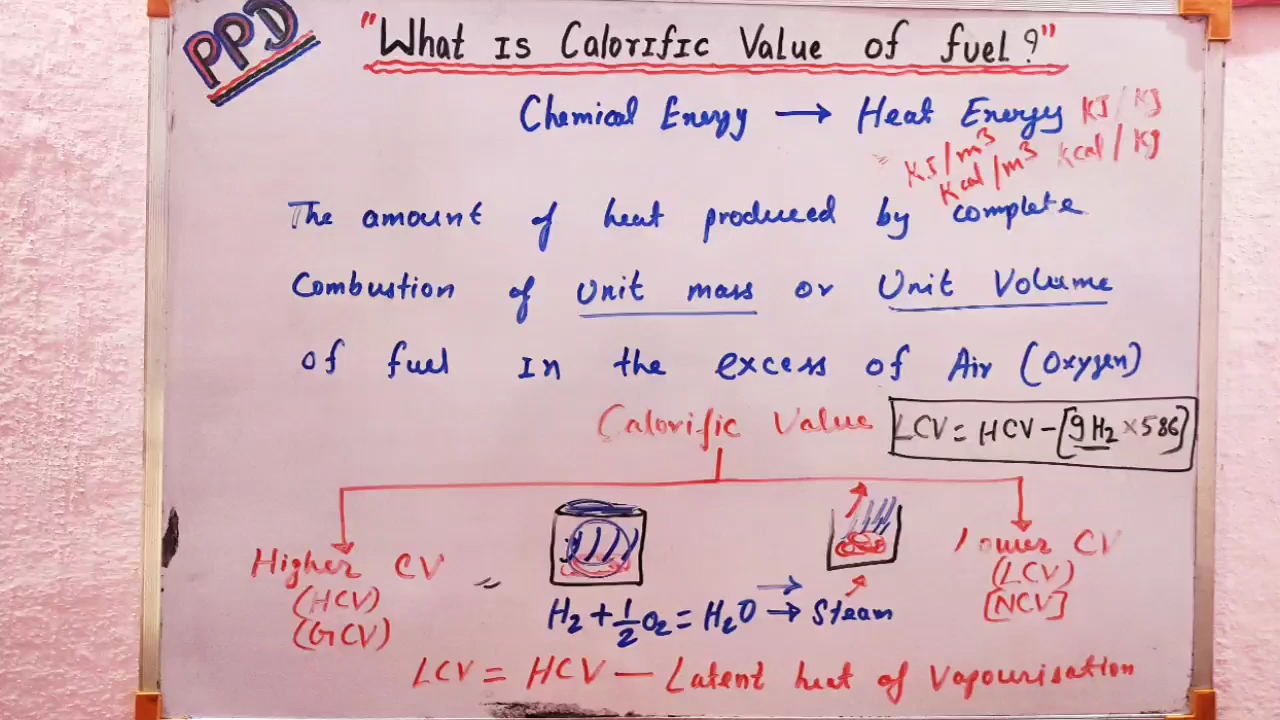 PPD
"What Is Calorific Value of fuel?"
Chemical Energy → Heat Energy KJ/KJ
KJ/m³ Kcal/m³ Kcal/KJ
The amount of heat produced by complete
Combustion of Unit mass or Unit Volume
Of fuel In the excess of Air (Oxygen)
Calorific Value
LCV = HCV - [9H₂ × 586]
Higher CV
(HCV)
(GCV)
Lower CV
(LCV)
[NCV]
H₂ + 1/2 O₂ = H₂O → Steam
LCV = HCV - Latent heat of Vapourisation